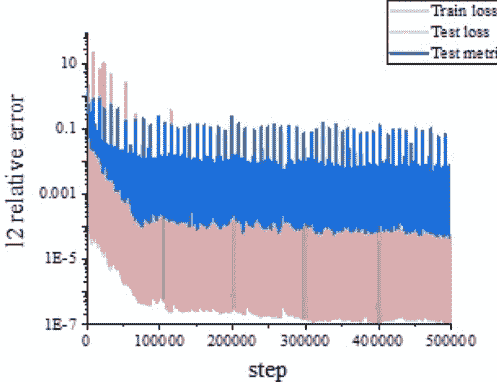 Train loss
Test loss
Test metri
10
0.1
0.001
1E-5
1E-7
l2 relative error
0
100000
200000
300000
400000
500000
step